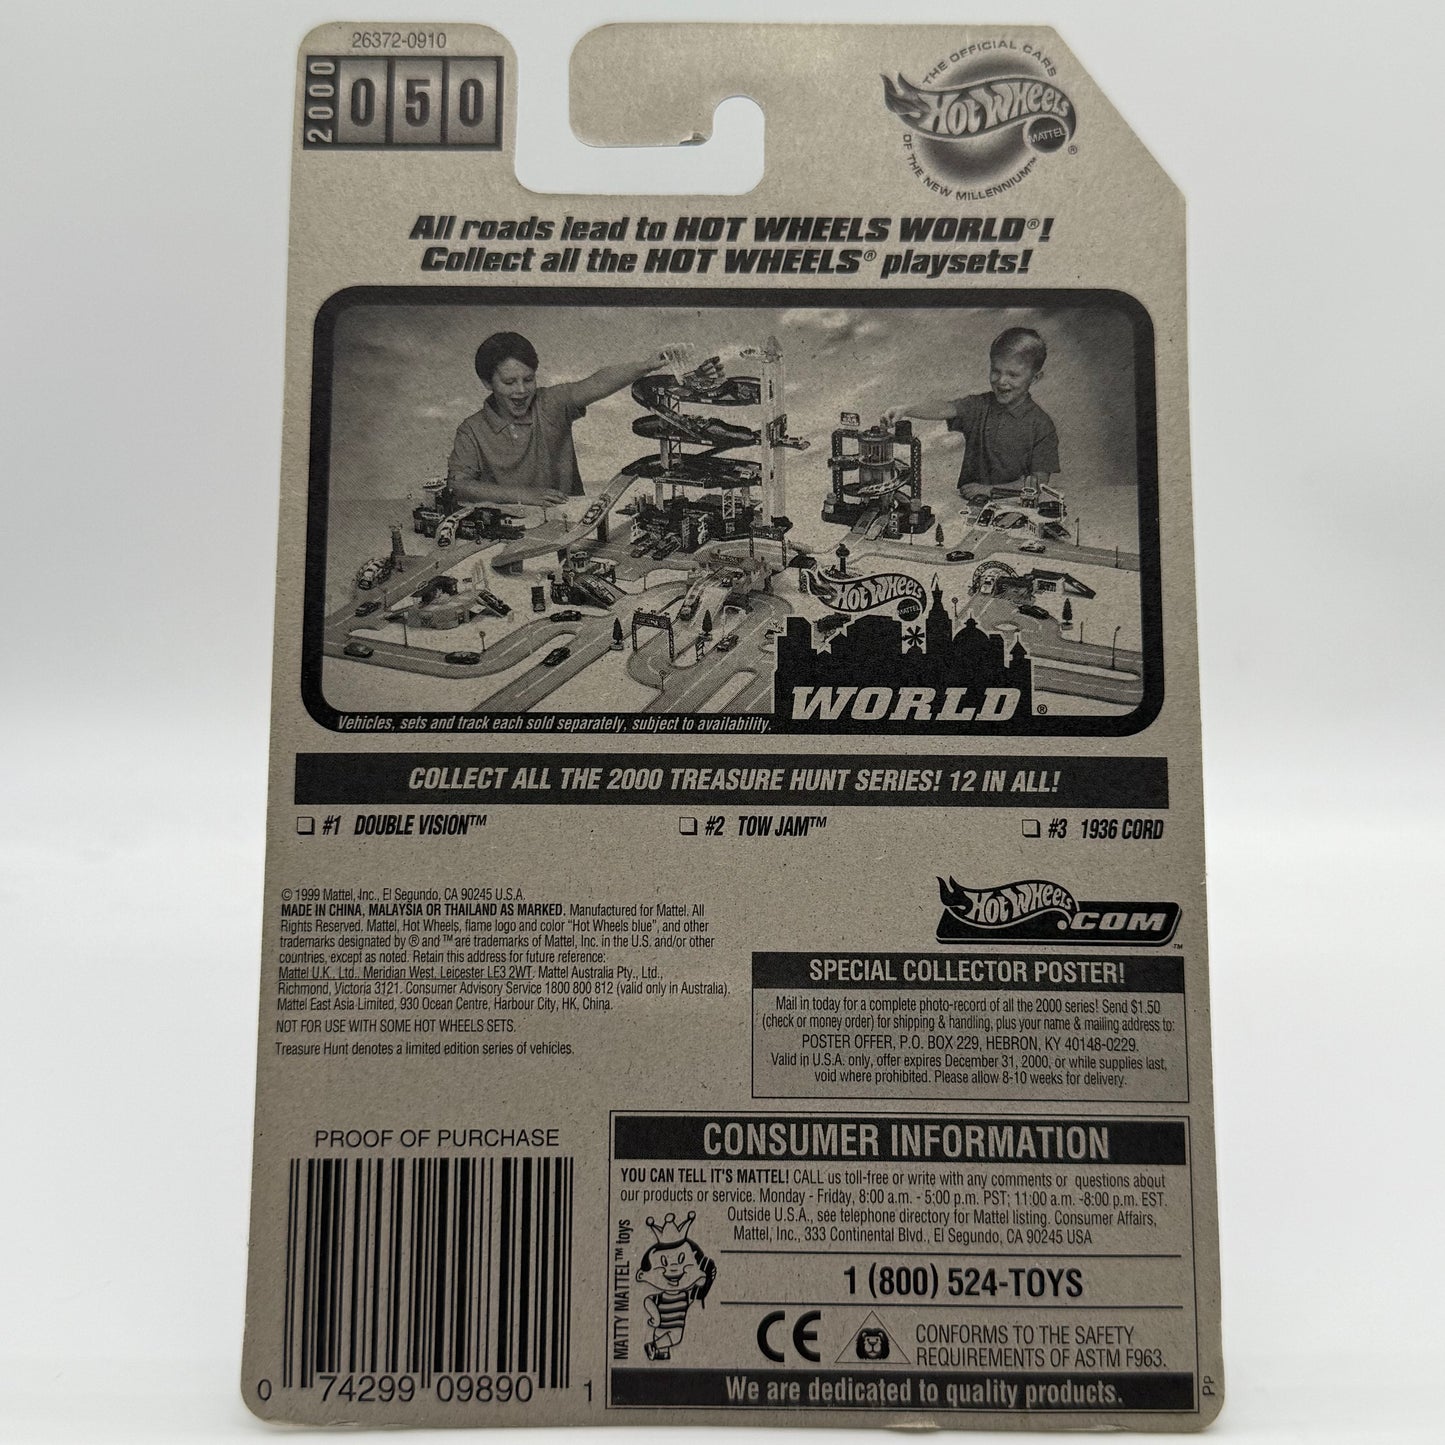 26372-0910
2000
050
THE OFFICIAL CARS
HOT WHEELS
MATTEL
®
OF THE NEW MILLENNIUM™
All roads lead to HOT WHEELS WORLD®!
Collect all the HOT WHEELS® playsets!
HOT WHEELS
MATTEL
WORLD®
Vehicles, sets and track each sold separately, subject to availability.
COLLECT ALL THE 2000 TREASURE HUNT SERIES! 12 IN ALL!
#1 DOUBLE VISION™ #2 TOW JAM™ #3 1936 CORD
© 1999 Mattel, Inc., El Segundo, CA 90245 U.S.A.
MADE IN CHINA, MALAYSIA OR THAILAND AS MARKED. Manufactured for Mattel. All
Rights Reserved. Mattel, Hot Wheels, flame logo and color "Hot Wheels blue", and other
trademarks designated by ® and ™ are trademarks of Mattel, Inc. in the U.S. and/or other
countries, except as noted. Retain this address for future reference:
Mattel U.K., Ltd., Meridian West, Leicester LE3 2WT. Mattel Australia Pty., Ltd.,
Richmond, Victoria 3121. Consumer Advisory Service 1800 800 812 (valid only in Australia).
Mattel East Asia Limited, 930 Ocean Centre, Harbour City, HK, China.
NOT FOR USE WITH SOME HOT WHEELS SETS.
Treasure Hunt denotes a limited edition series of vehicles.
HOT WHEELS
.COM™
SPECIAL COLLECTOR POSTER!
Mail in today for a complete photo-record of all the 2000 series! Send $1.50
(check or money order) for shipping & handling, plus your name & mailing address to:
POSTER OFFER, P.O. BOX 229, HEBRON, KY 40148-0229.
Valid in U.S.A. only, offer expires December 31, 2000, or while supplies last,
void where prohibited. Please allow 8-10 weeks for delivery.
PROOF OF PURCHASE
0 74299 09890 1
CONSUMER INFORMATION
YOU CAN TELL IT'S MATTEL! CALL us toll-free or write with any comments or questions about
our products or service. Monday - Friday, 8:00 a.m. - 5:00 p.m. PST; 11:00 a.m. -8:00 p.m. EST.
Outside U.S.A., see telephone directory for Mattel listing. Consumer Affairs,
Mattel, Inc., 333 Continental Blvd., El Segundo, CA 90245 USA
MATTY MATTEL™ toys
1 (800) 524-TOYS
CE
CONFORMS TO THE SAFETY
REQUIREMENTS OF ASTM F963.
We are dedicated to quality products.
PP